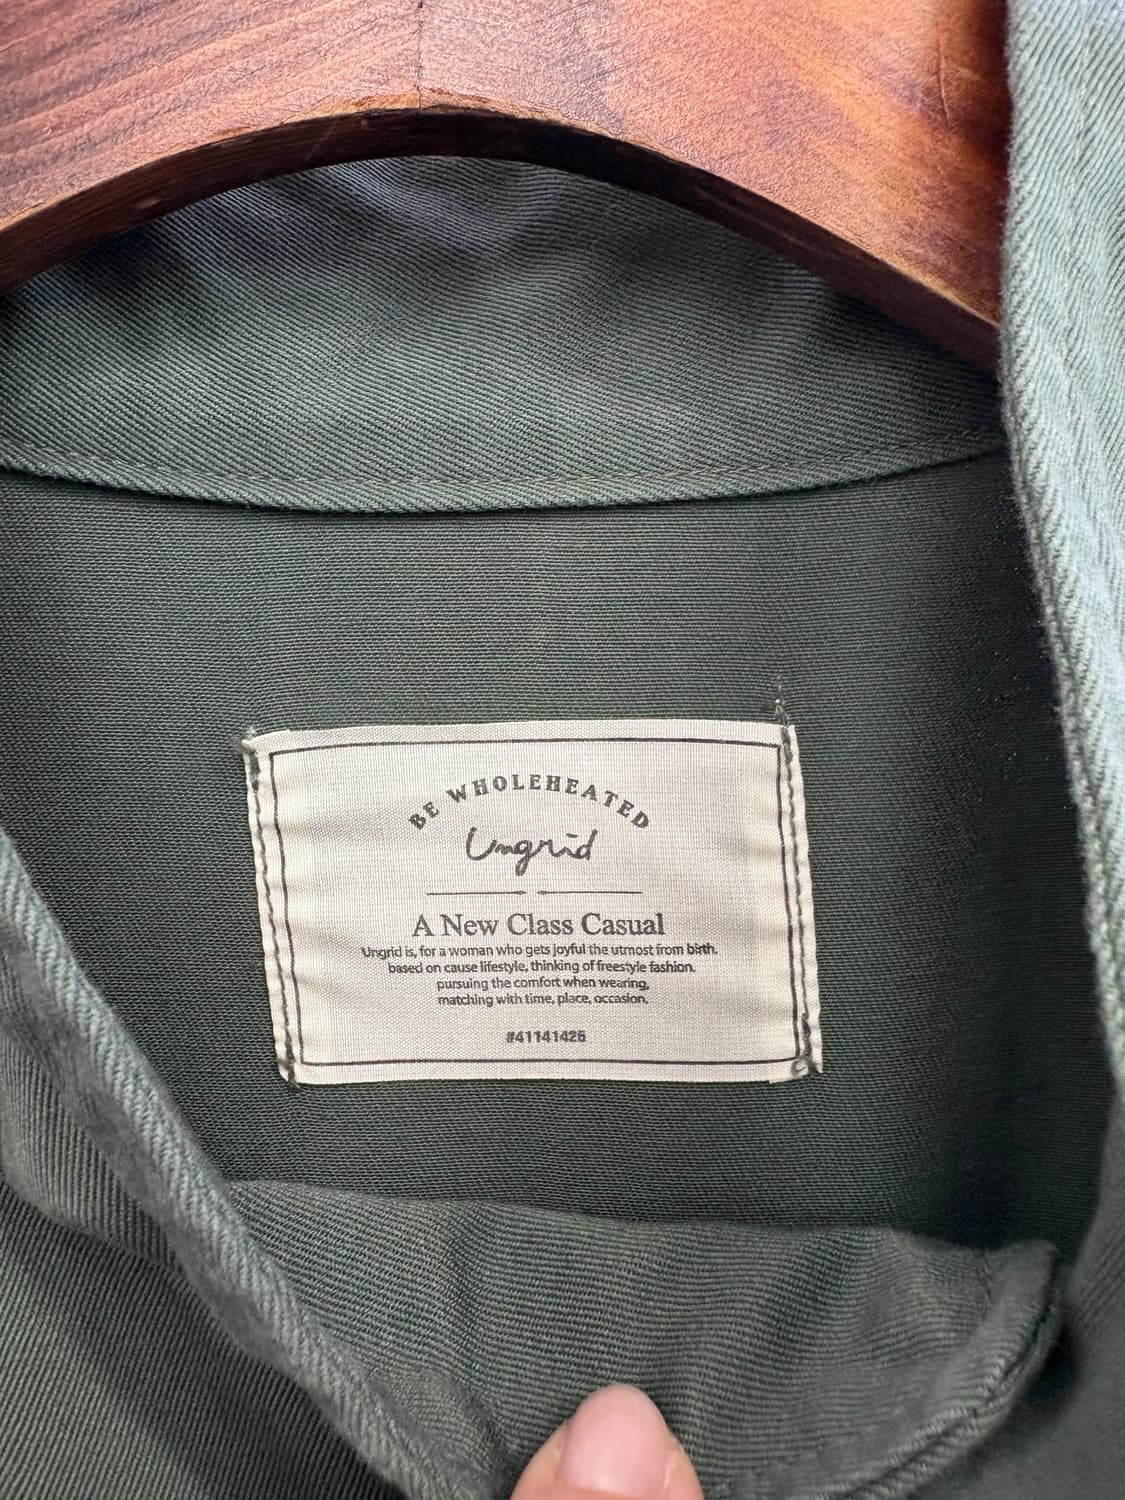 BE WHOLEHEATED
Ungrid
A New Class Casual
Ungrid is, for a woman who gets joyful the utmost from birth.
based on cause lifestyle, thinking of freestyle fashion.
pursuing the comfort when wearing,
matching with time, place, occasion.
#41141426